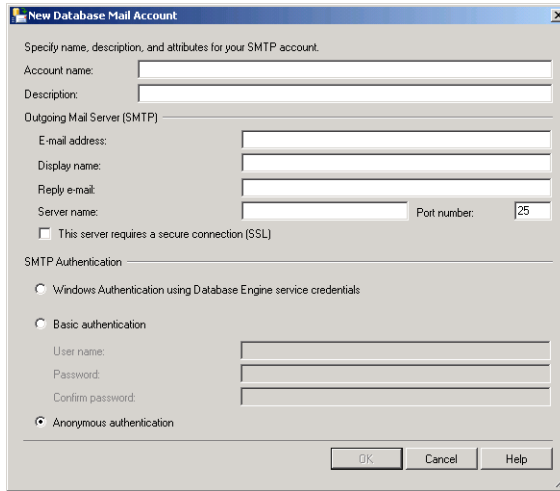 New Database Mail Account
Specify name, description, and attributes for your SMTP account.
Account name:
Description:
Outgoing Mail Server (SMTP)
E-mail address:
Display name:
Reply e-mail:
Server name:
Port number: 25
This server requires a secure connection (SSL)
SMTP Authentication
Windows Authentication using Database Engine service credentials
Basic authentication
User name:
Password:
Confirm password:
Anonymous authentication
OK Cancel Help